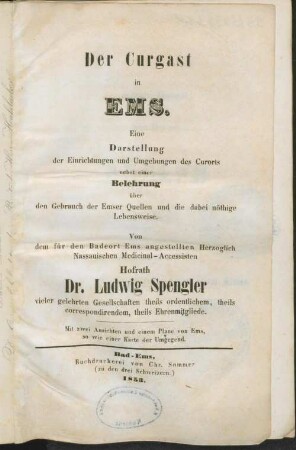 Der Curgast
in
EMS.
Eine
Darstellung
der Einrichtungen und Umgebungen des Curorts
nebst einer
Belehrung
über
den Gebrauch der Emser Quellen und die dabei nöthige
Lebensweise.
Von
dem für den Badeort Ems angestellten Herzoglich
Nassauischen Medicinal-Accessisten
Hofrath
Dr. Ludwig Spengler
vieler gelehrten Gesellschaften theils ordentlichem, theils
correspondirendem, theils Ehrenmitgliede.
Mit zwei Ansichten und einem Plane von Ems,
so wie einer Karte der Umgegend.
Bad-Ems,
Buchdruckerei von Chr. Sommer
(zu den drei Schweizern.)
1853.